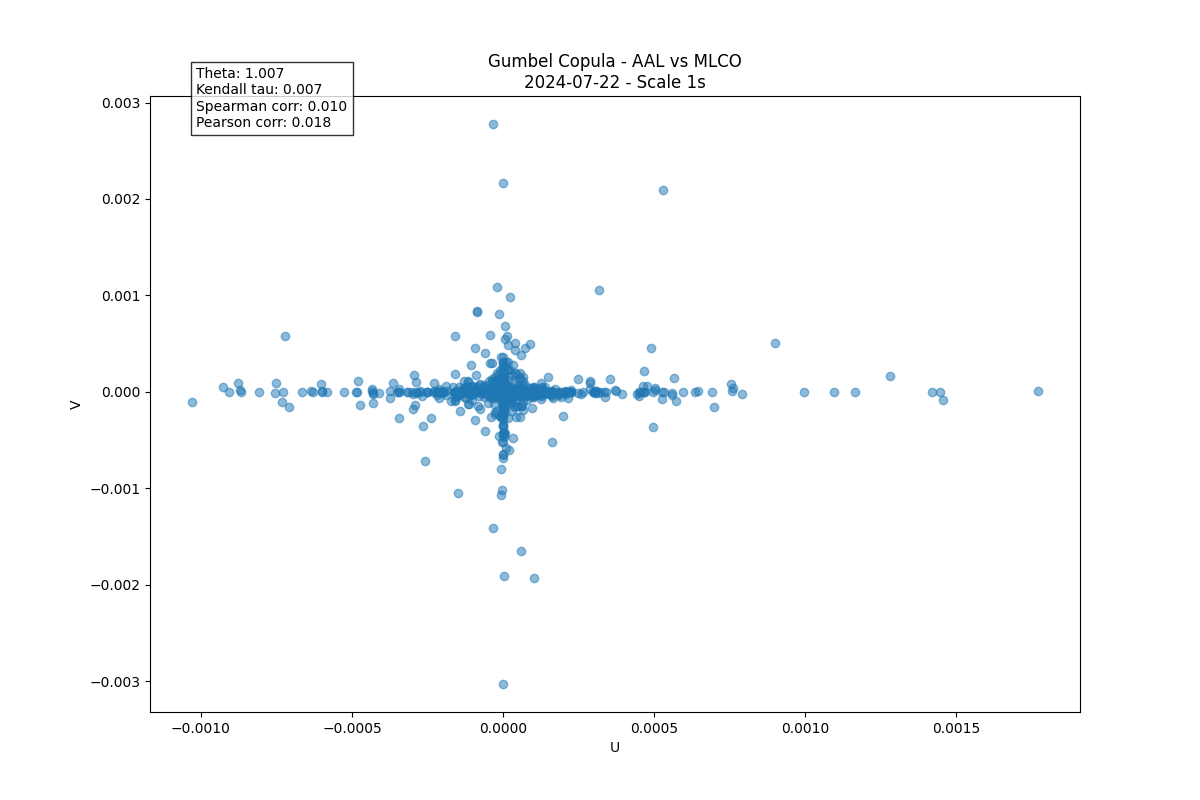 Gumbel Copula - AAL vs MLCO
2024-07-22 - Scale 1s
Theta: 1.007
Kendall tau: 0.007
Spearman corr: 0.010
Pearson corr: 0.018
0.003
0.002
0.001
0.000
−0.001
−0.002
−0.003
V
−0.0010
−0.0005
0.0000
0.0005
0.0010
0.0015
U